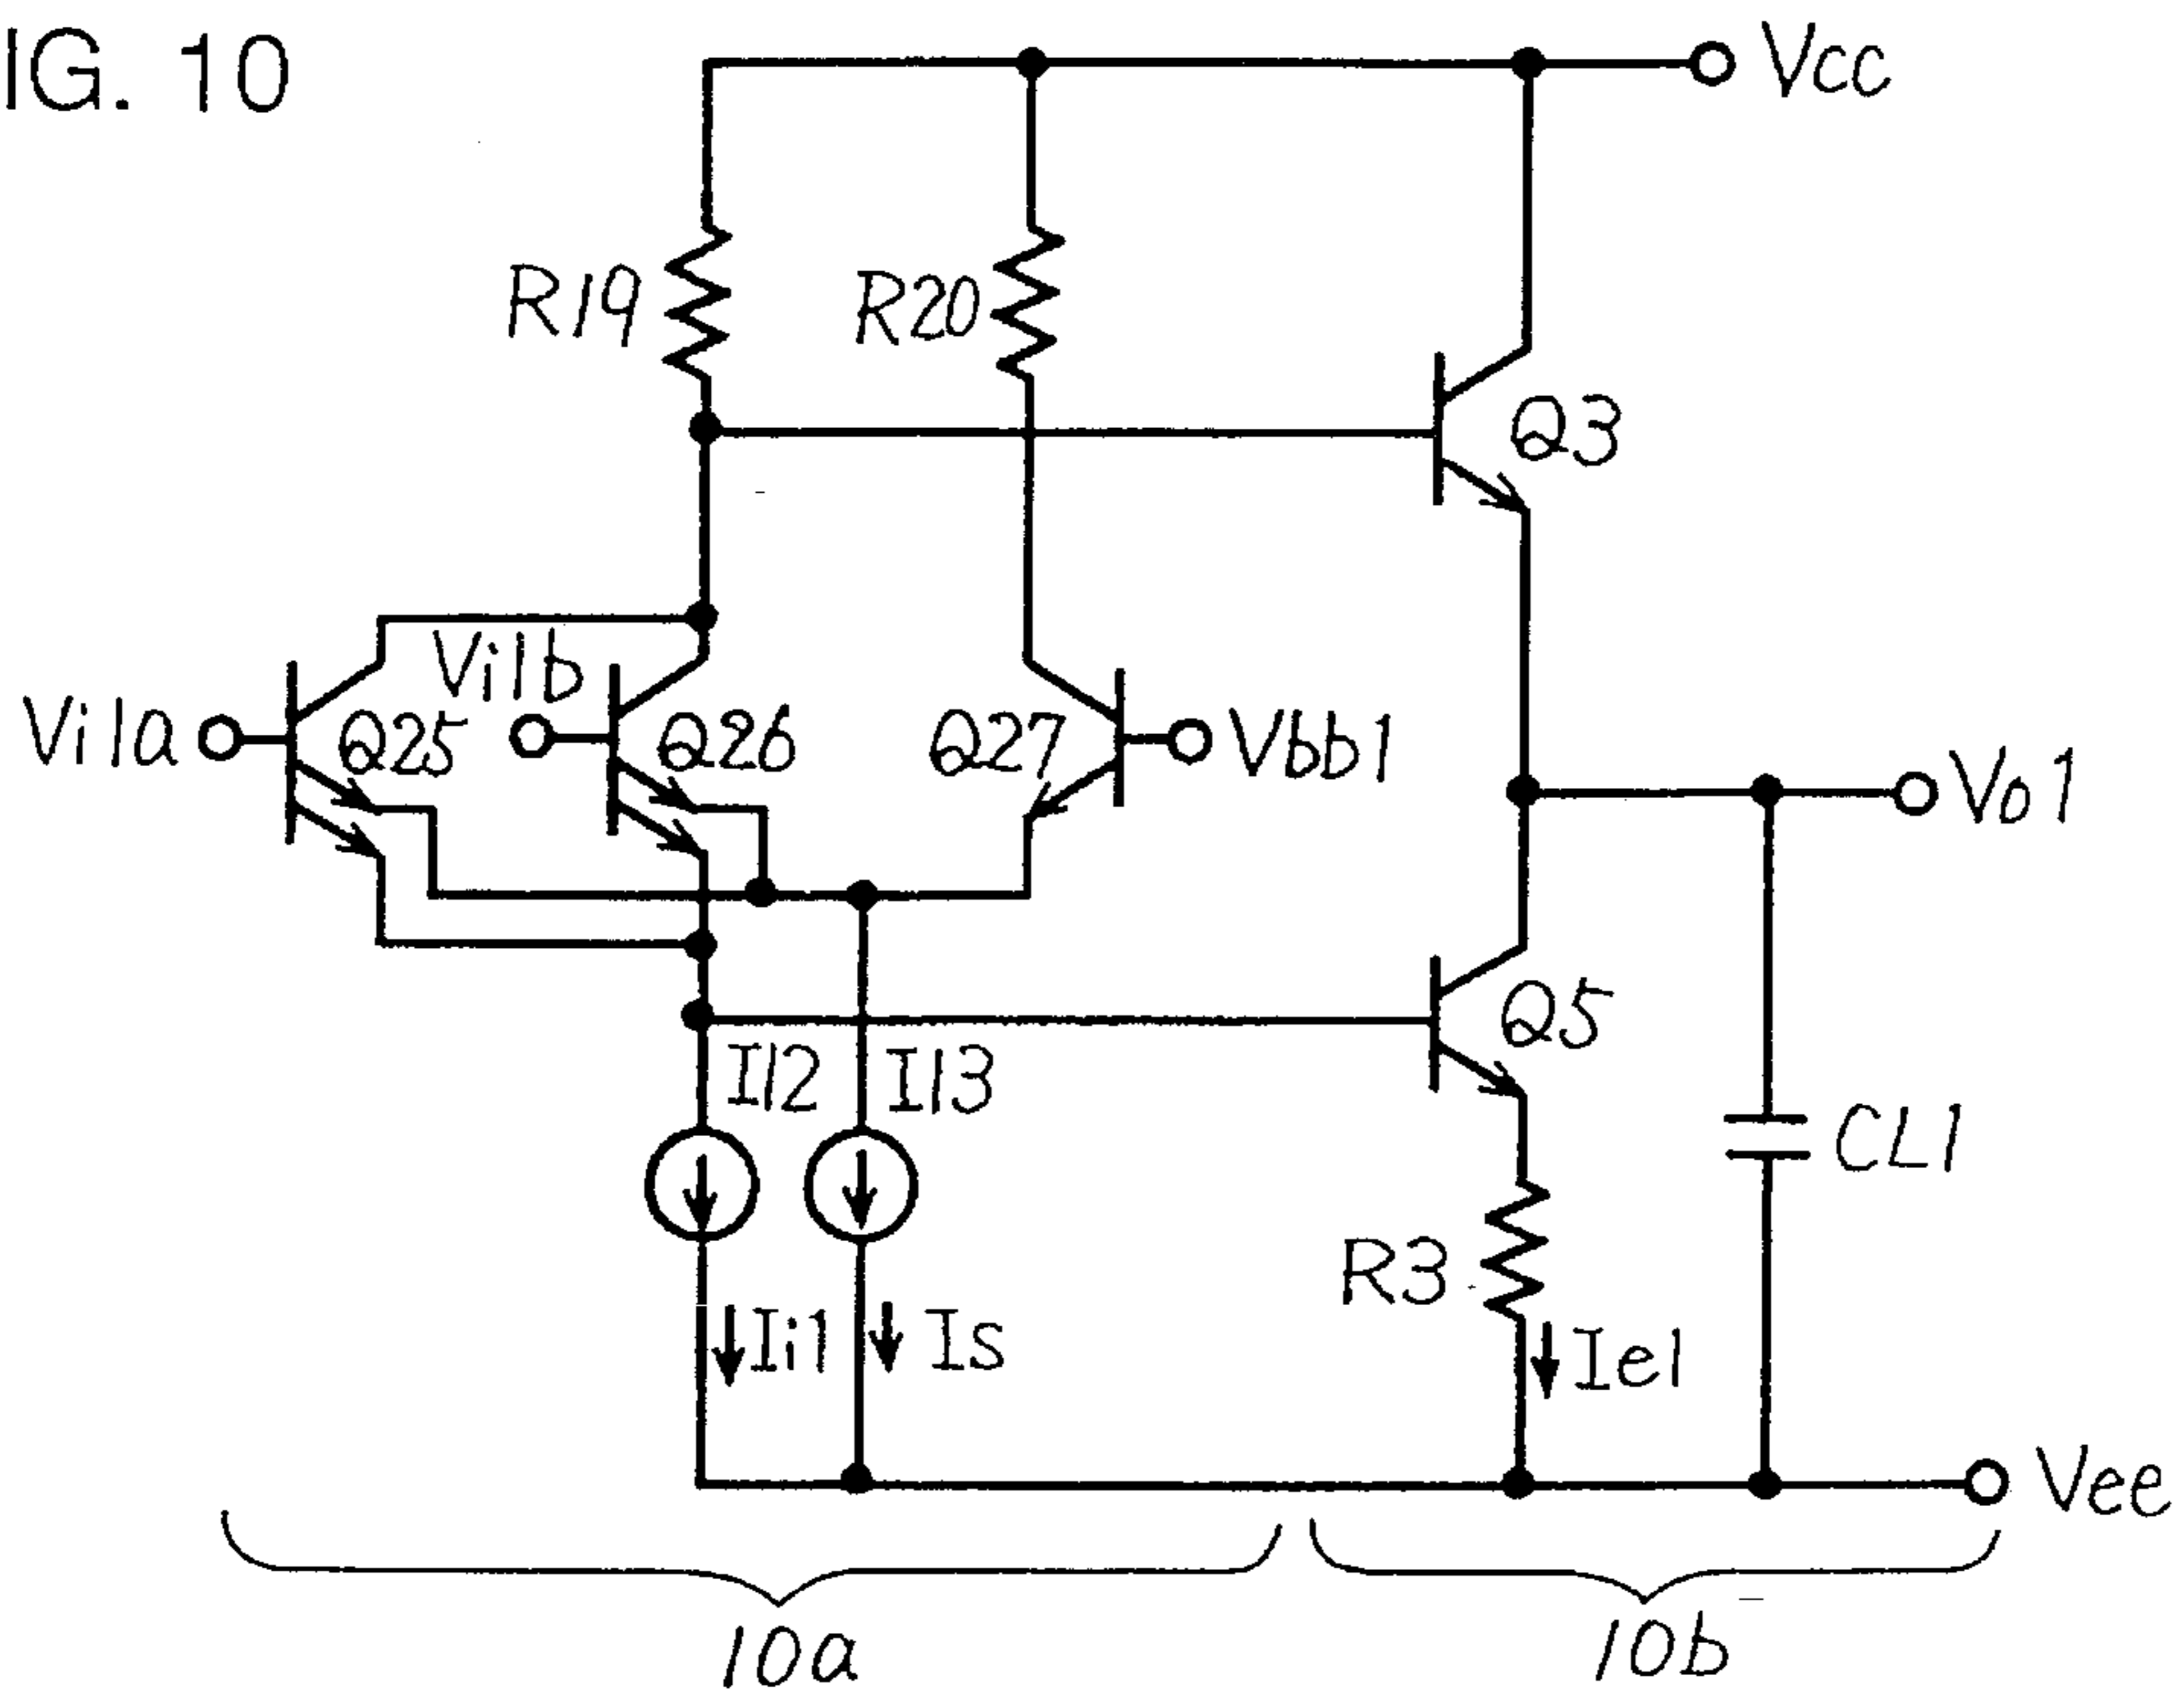 IG. 10
Vcc
R19
R20
Q3
Vi1b
Vi1a
Q25
Q26
Q27
Vbb1
Vo1
Q5
I12
I13
CL1
R3
Ii1
Is
Ie1
Vee
10a
10b